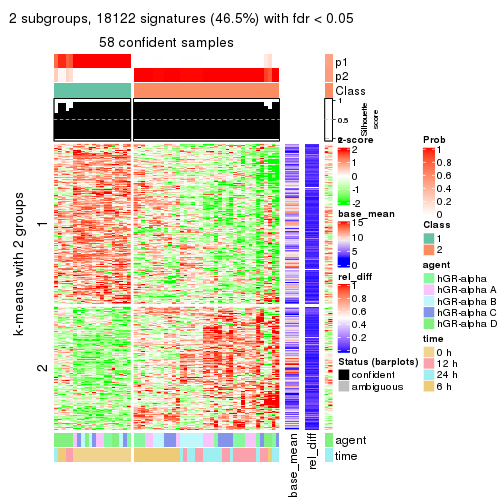 2 subgroups, 18122 signatures (46.5%) with fdr < 0.05
58 confident samples
p1
p2
Class
1
0.5
0
Silhouette
score
k-means with 2 groups
1
2
z-score
2
1
0
-1
-2
base_mean
15
10
5
0
rel_diff
1
0.8
0.6
0.4
0.2
0
Status (barplots)
confident
ambiguous
Prob
1
0.8
0.6
0.4
0.2
0
Class
1
2
agent
hGR-alpha
hGR-alpha A
hGR-alpha B
hGR-alpha C
hGR-alpha D
time
0 h
12 h
24 h
6 h
agent
time
base_mean
rel_diff